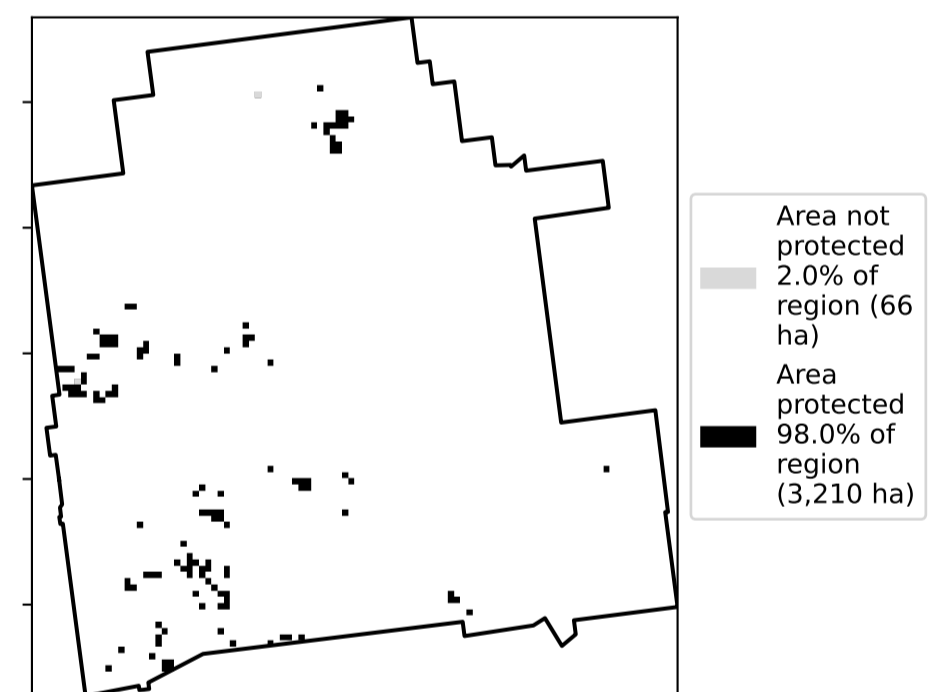 Area not
protected
2.0% of
region (66
ha)
Area
protected
98.0% of
region
(3,210 ha)